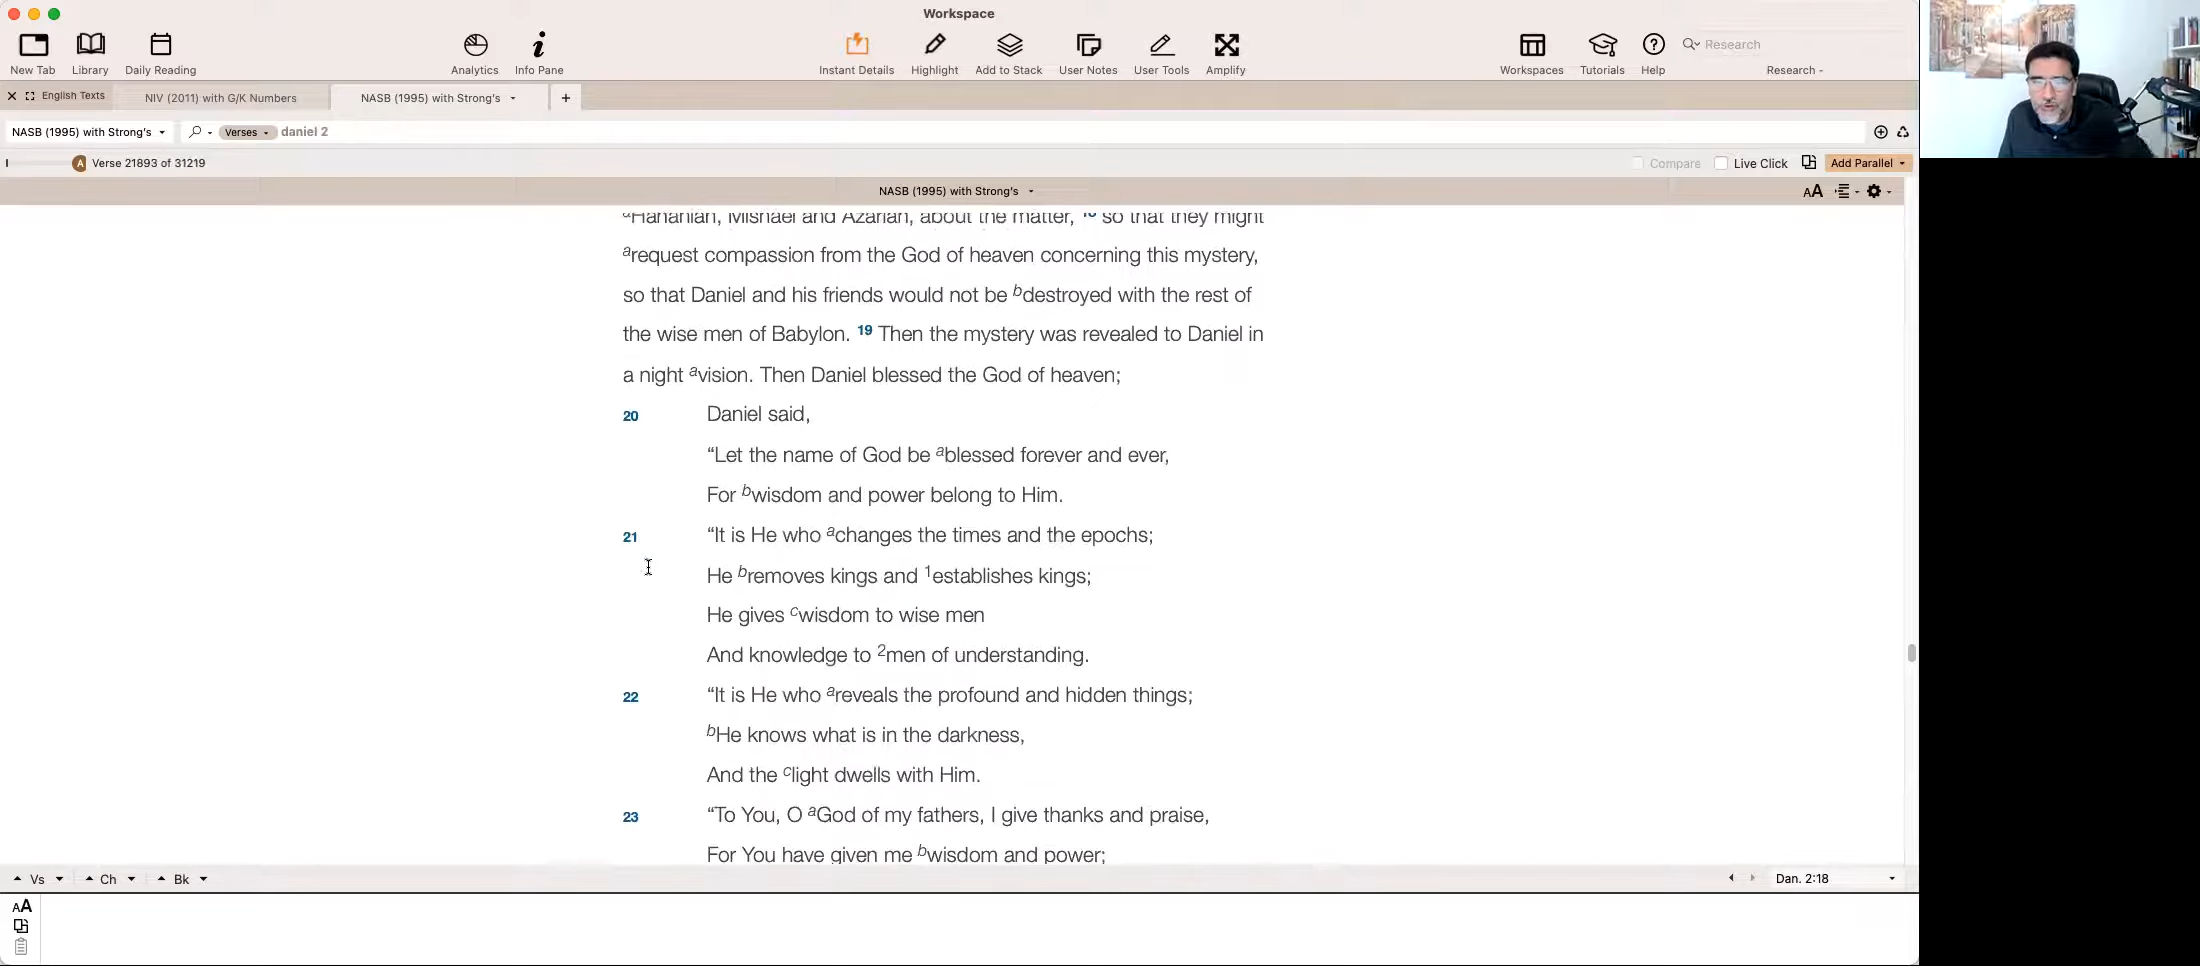 Workspace
New Tab Library Daily Reading Analytics Info Pane Instant Details Highlight Add to Stack User Notes User Tools Amplify Workspaces Tutorials Help Research
Research
English Texts NIV (2011) with G/K Numbers NASB (1995) with Strong's +
NASB (1995) with Strong's Verses daniel 2
A Verse 21893 of 31219 Compare Live Click Add Parallel
NASB (1995) with Strong's AA
aHananiah, Mishael and Azariah, about the matter, 18 so that they might
arequest compassion from the God of heaven concerning this mystery,
so that Daniel and his friends would not be bdestroyed with the rest of
the wise men of Babylon. 19 Then the mystery was revealed to Daniel in
a night avision. Then Daniel blessed the God of heaven;
20 Daniel said,
“Let the name of God be ablessed forever and ever,
For bwisdom and power belong to Him.
21 “It is He who achanges the times and the epochs;
He bremoves kings and 1establishes kings;
He gives cwisdom to wise men
And knowledge to 2men of understanding.
22 “It is He who areveals the profound and hidden things;
bHe knows what is in the darkness,
And the clight dwells with Him.
23 “To You, O aGod of my fathers, I give thanks and praise,
For You have given me bwisdom and power;
Vs Ch Bk Dan. 2:18
AA